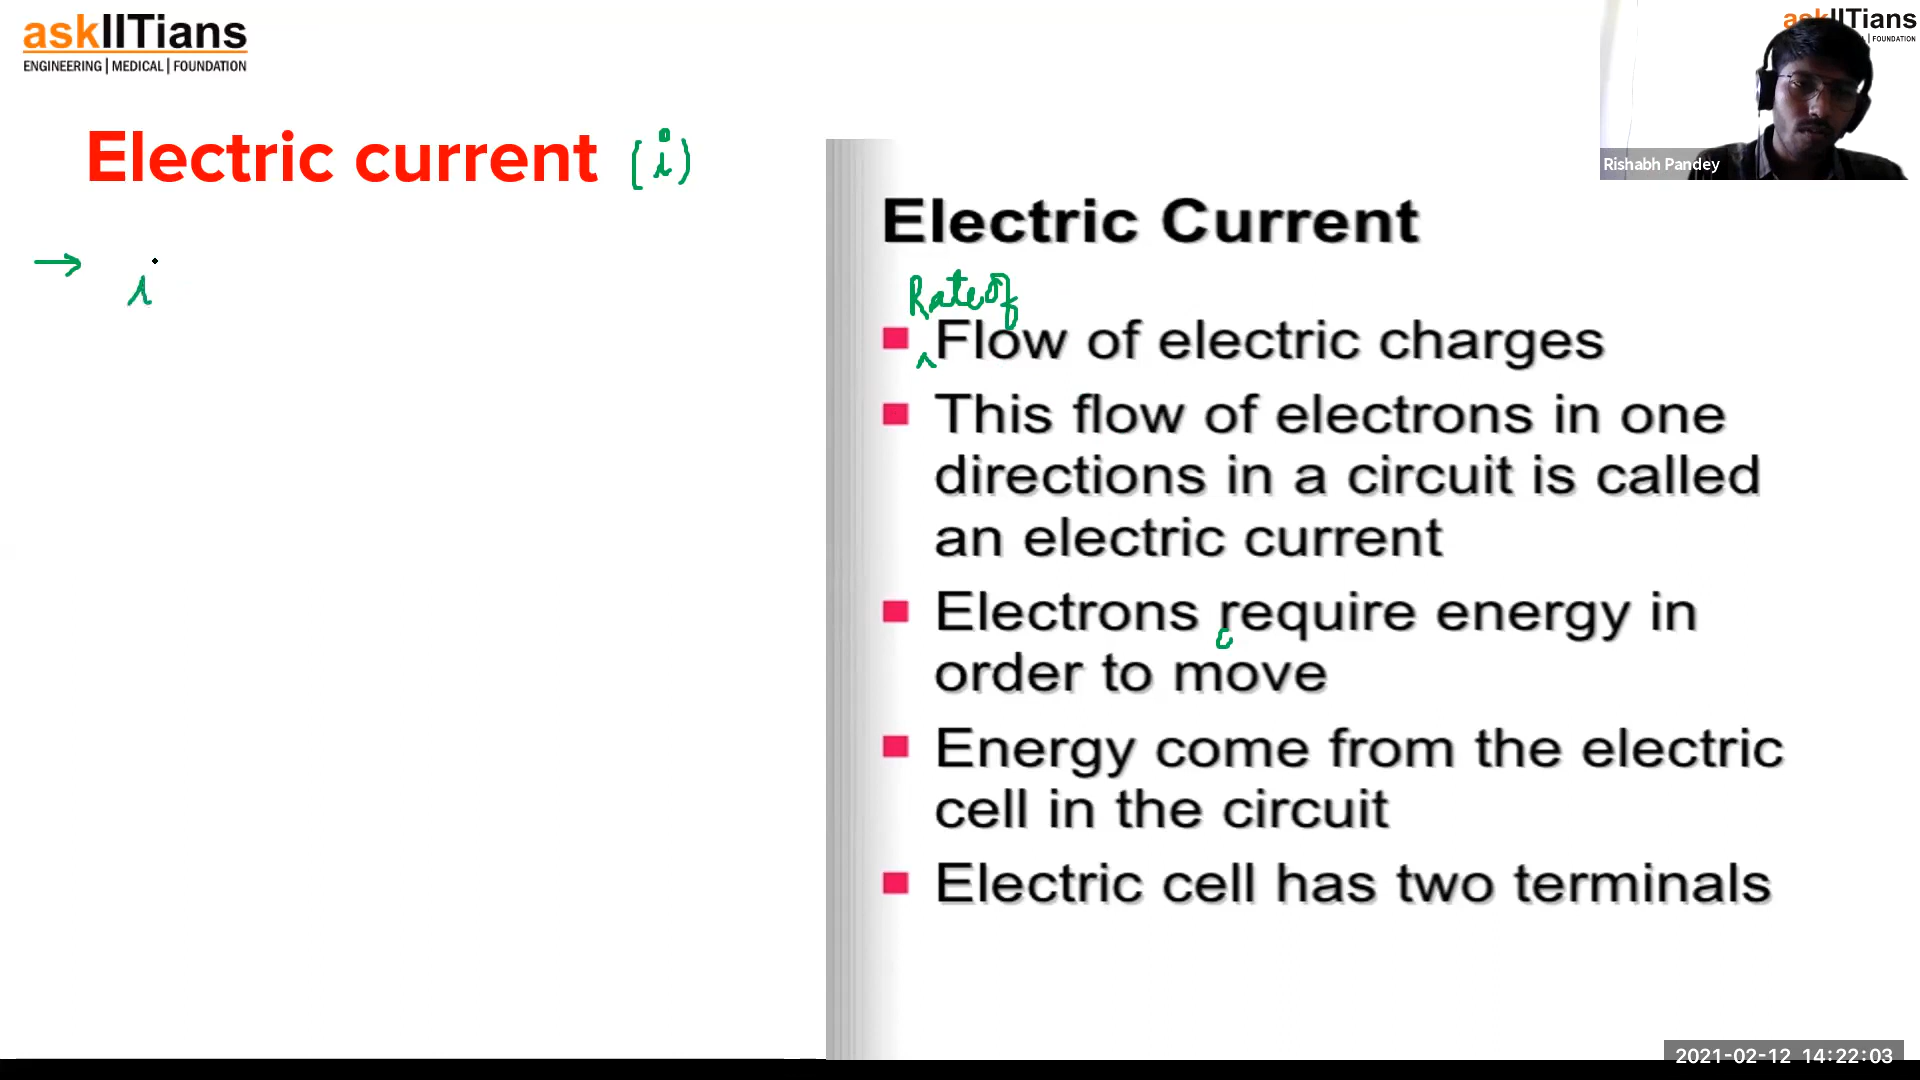 askIITians
ENGINEERING | MEDICAL | FOUNDATION
askIITians
| FOUNDATION
Rishabh Pandey
Electric current (i)
→ i
Electric Current
Rate of
^Flow of electric charges
This flow of electrons in one
directions in a circuit is called
an electric current
Electrons require energy in
order to move
Energy come from the electric
cell in the circuit
Electric cell has two terminals
2021-02-12 14:22:03